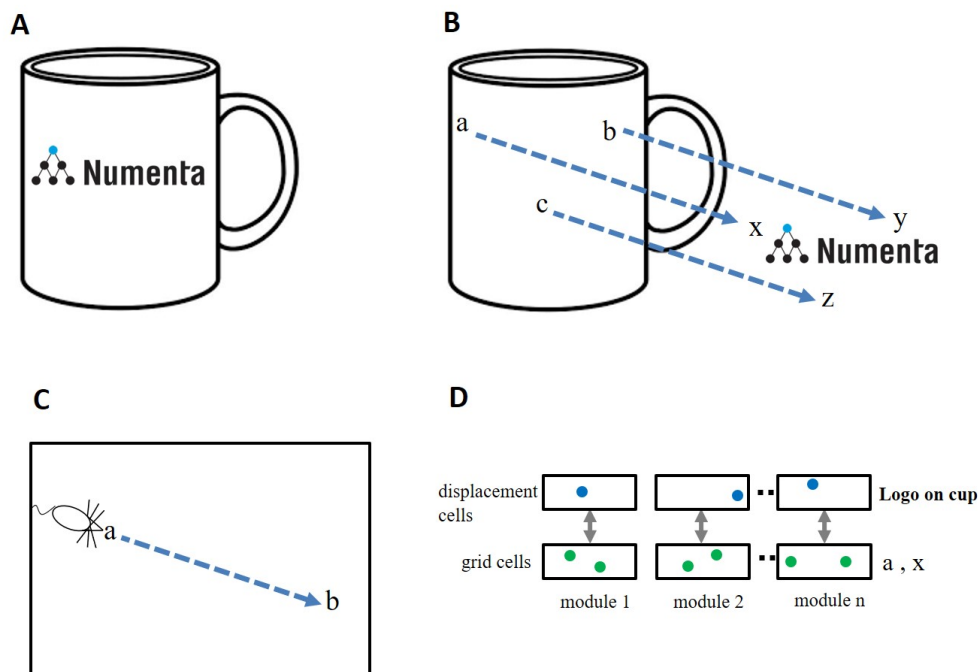 A
Numenta
B
a
b
c
x
y
Numenta
z
C
a
b
D
displacement cells
Logo on cup
grid cells
a , x
module 1
module 2
module n